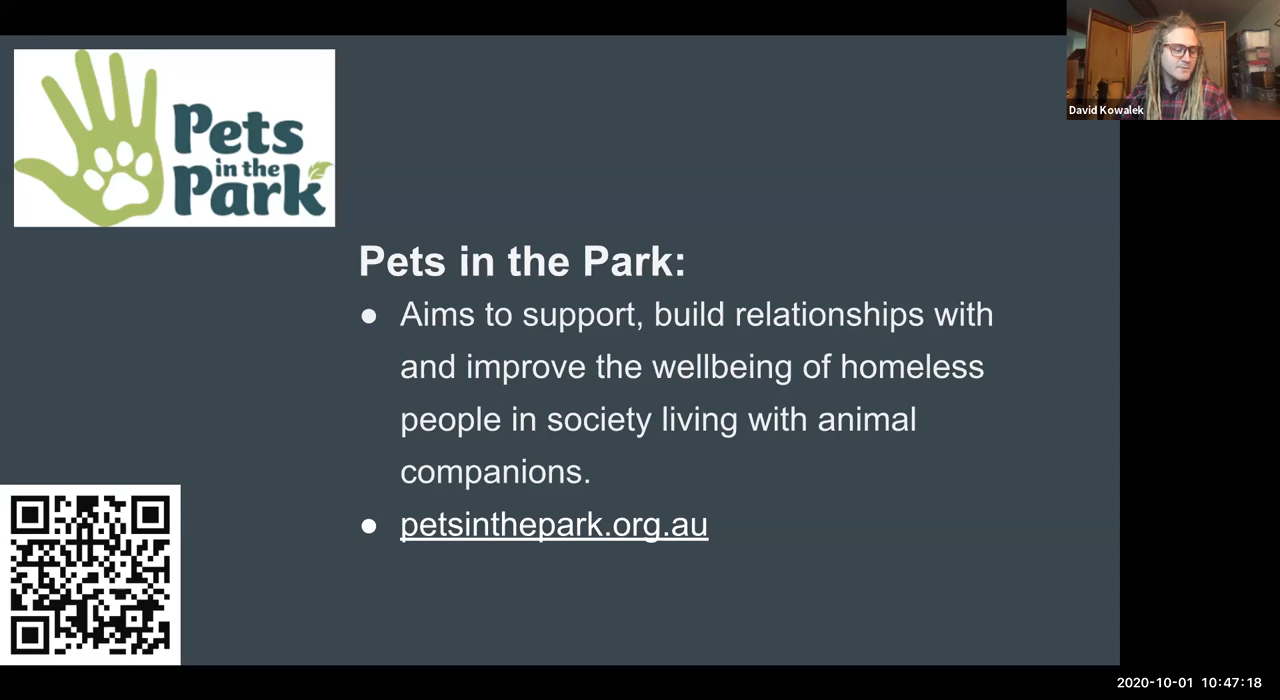 David Kowalek
Pets
in the
Park
Pets in the Park:
● Aims to support, build relationships with
and improve the wellbeing of homeless
people in society living with animal
companions.
● petsinthepark.org.au
2020-10-01 10:47:18